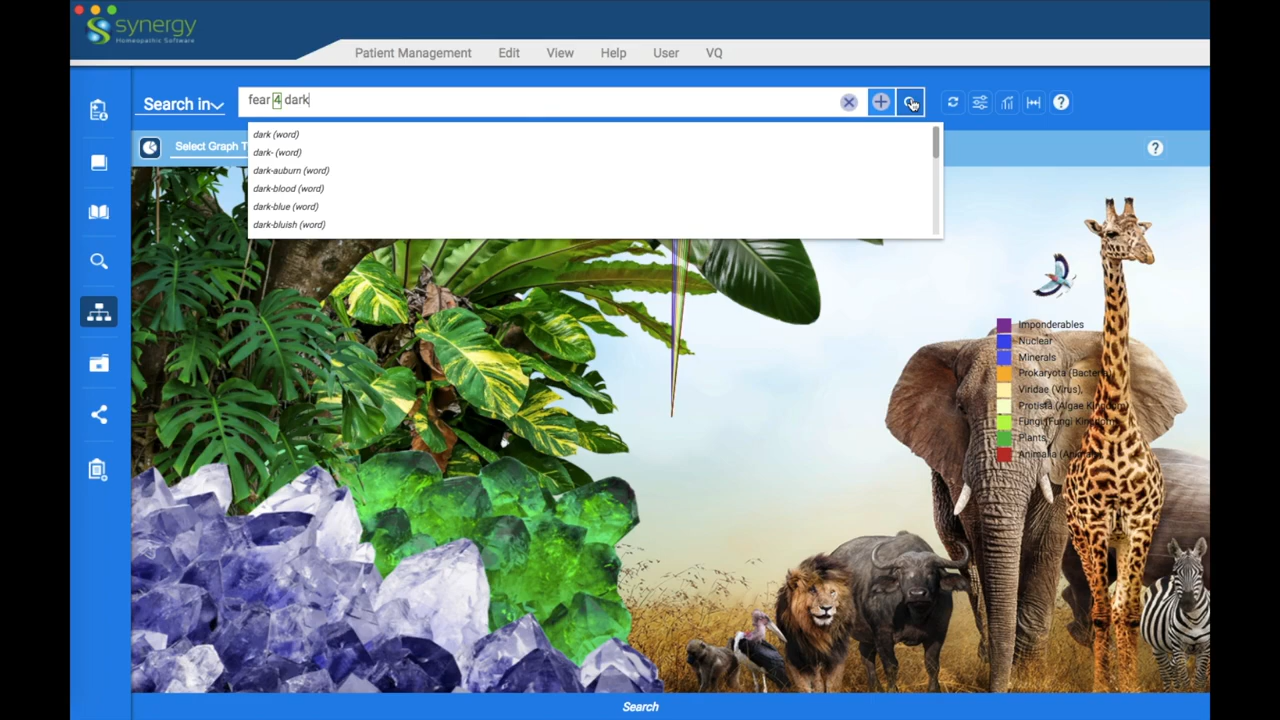 synergy
Homeopathic Software
Patient Management Edit View Help User VQ
Search in
fear 4 dark
dark (word)
dark- (word)
dark-auburn (word)
dark-blood (word)
dark-blue (word)
dark-bluish (word)
Select Graph T
Imponderables
Nuclear
Minerals
Prokaryota (Bacteria)
Viridae (Virus),
Protista (Algae Kingdom)
Fungi (Fungi Kingdom)
Plants,
Animalia (Animals)
Search